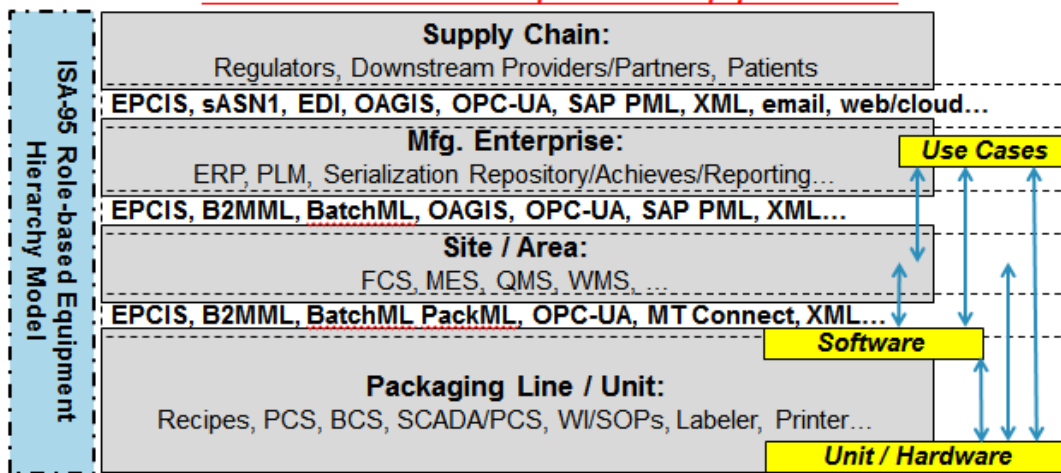 ISA-95 Role-based Equipment
Hierarchy Model
Supply Chain:
Regulators, Downstream Providers/Partners, Patients
EPCIS, sASN1, EDI, OAGIS, OPC-UA, SAP PML, XML, email, web/cloud…
Mfg. Enterprise:
ERP, PLM, Serialization Repository/Achieves/Reporting…
Use Cases
EPCIS, B2MML, BatchML, OAGIS, OPC-UA, SAP PML, XML…
Site / Area:
FCS, MES, QMS, WMS, …
EPCIS, B2MML, BatchML PackML, OPC-UA, MT Connect, XML…
Software
Packaging Line / Unit:
Recipes, PCS, BCS, SCADA/PCS, WI/SOPs, Labeler, Printer…
Unit / Hardware